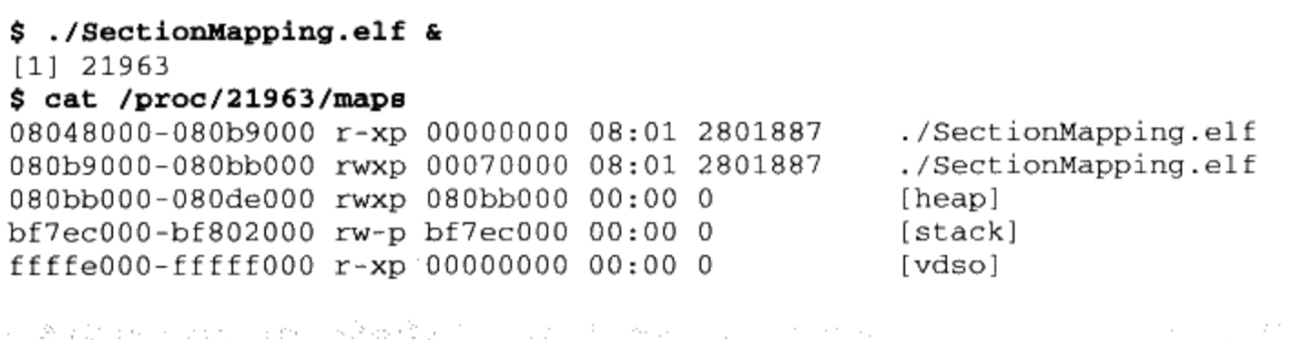 $ ./SectionMapping.elf &
[1] 21963
$ cat /proc/21963/maps
08048000-080b9000 r-xp 00000000 08:01 2801887 ./SectionMapping.elf
080b9000-080bb000 rwxp 00070000 08:01 2801887 ./SectionMapping.elf
080bb000-080de000 rwxp 080bb000 00:00 0 [heap]
bf7ec000-bf802000 rw-p bf7ec000 00:00 0 [stack]
ffffe000-fffff000 r-xp 00000000 00:00 0 [vdso]